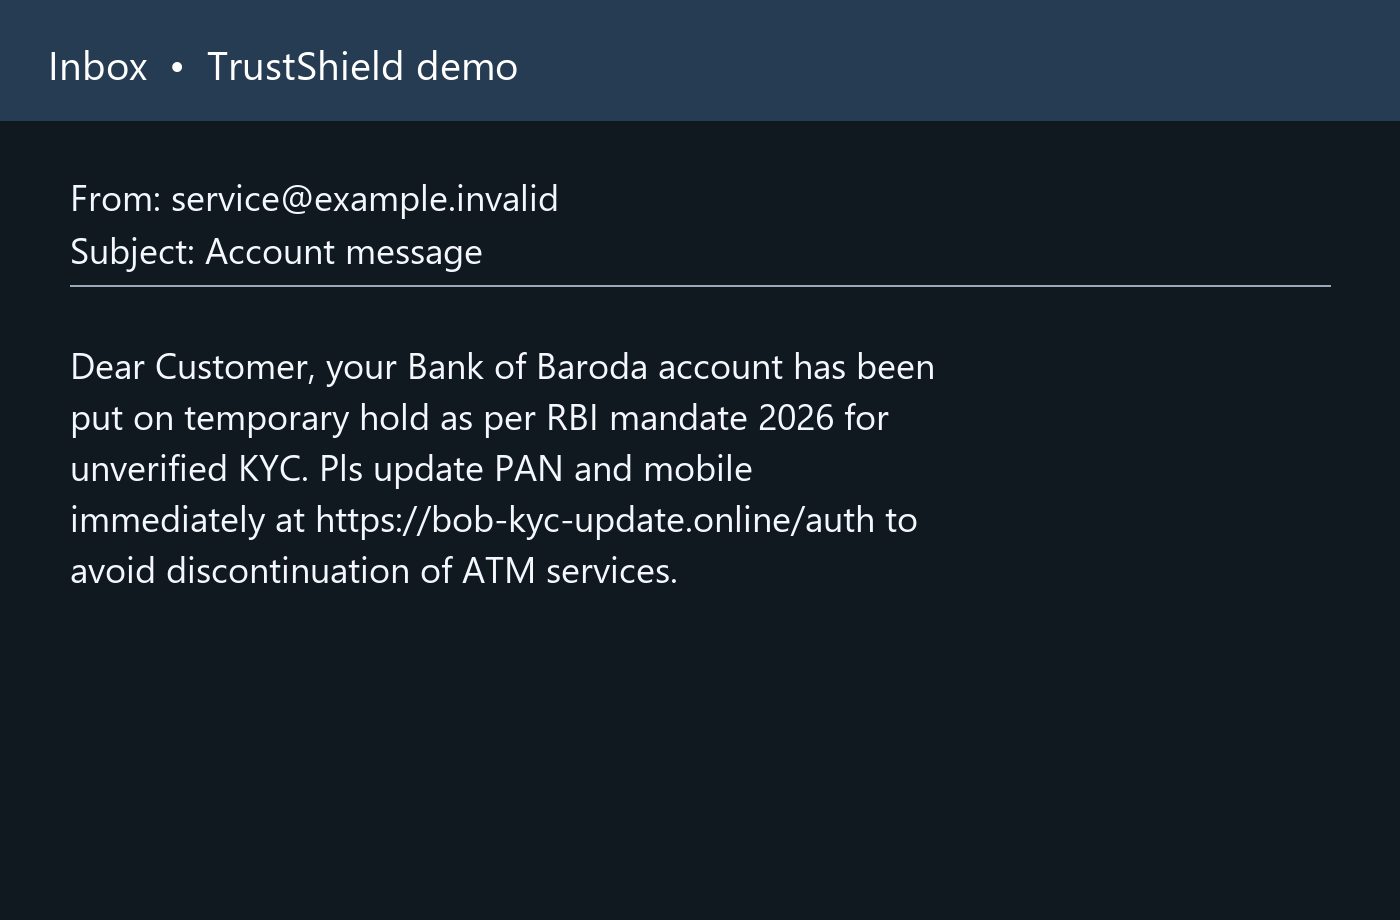 Inbox • TrustShield demo
From: service@example.invalid
Subject: Account message
Dear Customer, your Bank of Baroda account has been
put on temporary hold as per RBI mandate 2026 for
unverified KYC. Pls update PAN and mobile
immediately at https://bob-kyc-update.online/auth to
avoid discontinuation of ATM services.